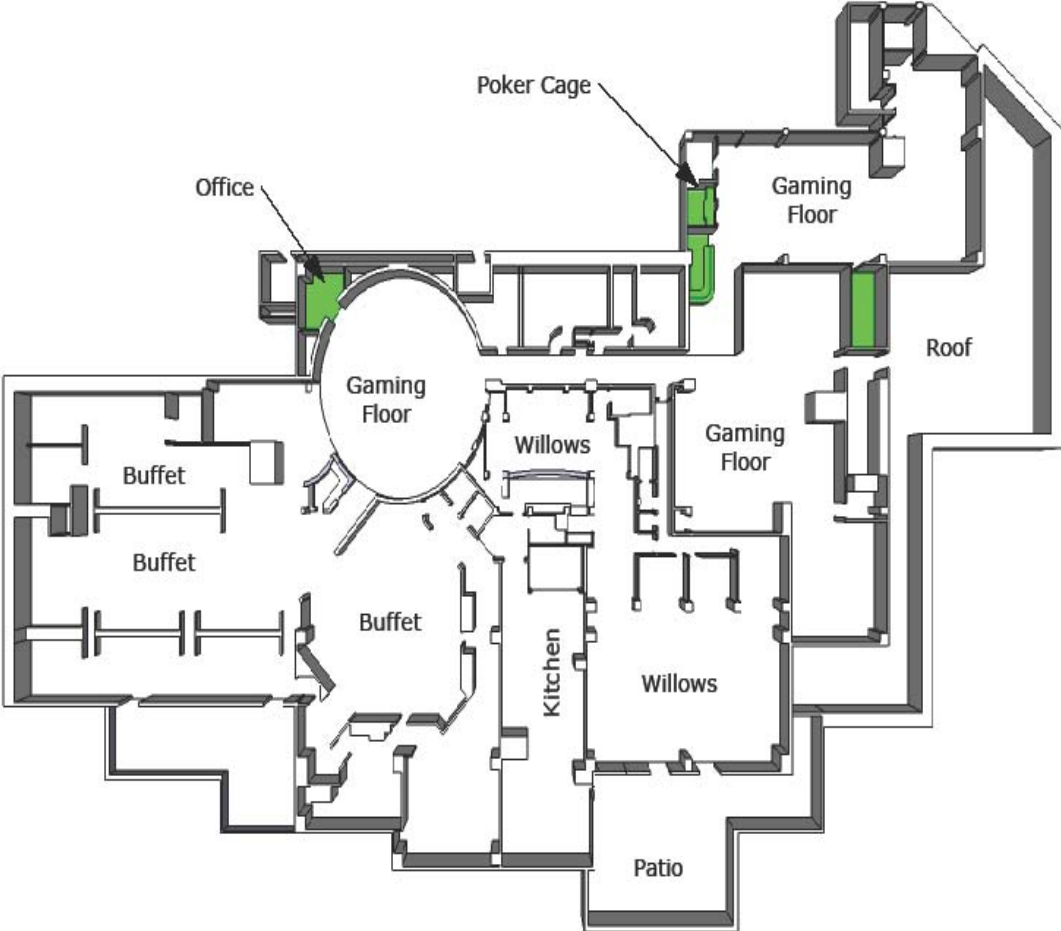 Poker Cage
Gaming
Floor
Office
Roof
Gaming
Floor
Willows
Gaming
Floor
Buffet
Buffet
Buffet
Kitchen
Willows
Patio